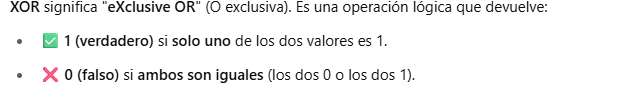 XOR significa "eXclusive OR" (O exclusiva). Es una operación lógica que devuelve:
• ✅ 1 (verdadero) si solo uno de los dos valores es 1.
• ❌ 0 (falso) si ambos son iguales (los dos 0 o los dos 1).